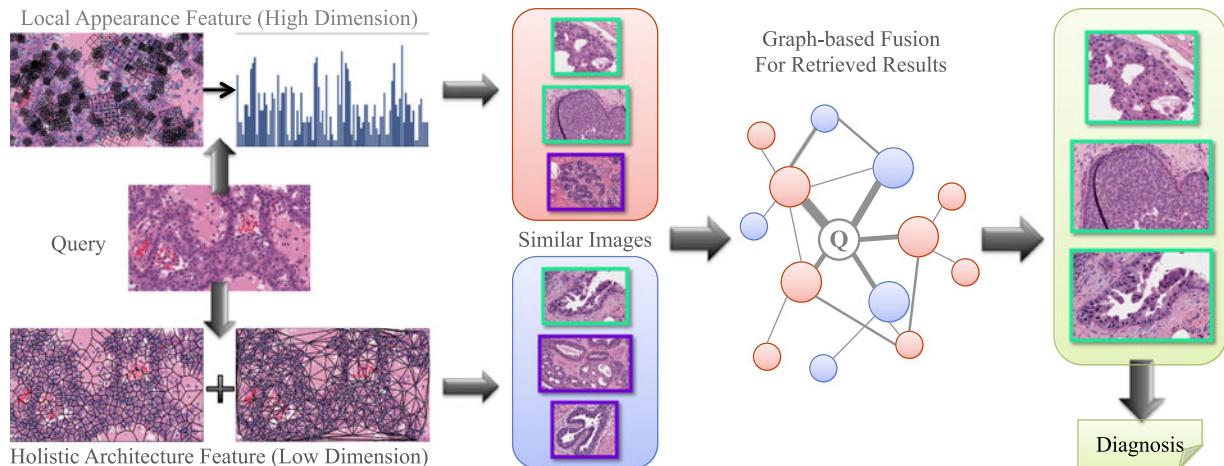 Local Appearance Feature (High Dimension)
Graph-based Fusion
For Retrieved Results
Query
Similar Images
Q
Holistic Architecture Feature (Low Dimension)
Diagnosis